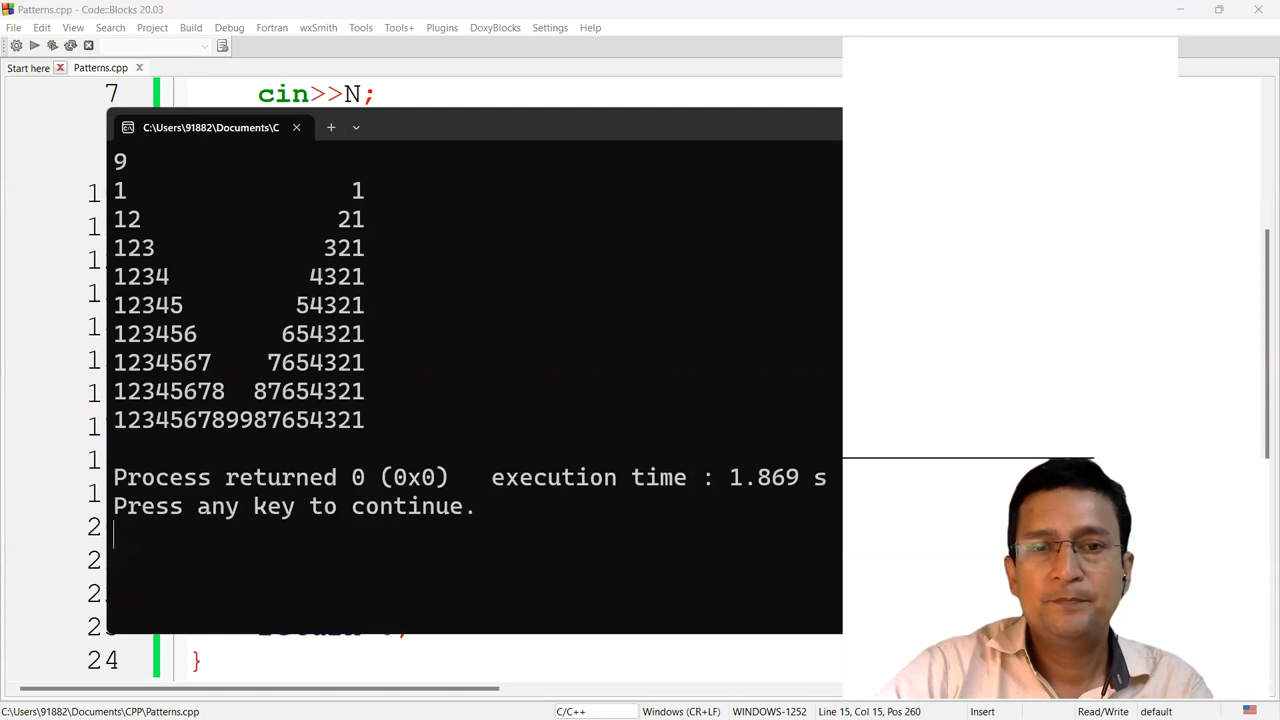 Patterns.cpp - Code::Blocks 20.03
File Edit View Search Project Build Debug Fortran wxSmith Tools Tools+ Plugins DoxyBlocks Settings Help
Start here Patterns.cpp
7 cin>>N;
C:\Users\91882\Documents\C
9
1                 1
12              21
123            321
1234          4321
12345        54321
123456      654321
1234567    7654321
12345678  87654321
123456789987654321
Process returned 0 (0x0)   execution time : 1.869 s
Press any key to continue.
24 }
C:\Users\91882\Documents\CPP\Patterns.cpp C/C++ Windows (CR+LF) WINDOWS-1252 Line 15, Col 15, Pos 260 Insert Read/Write default